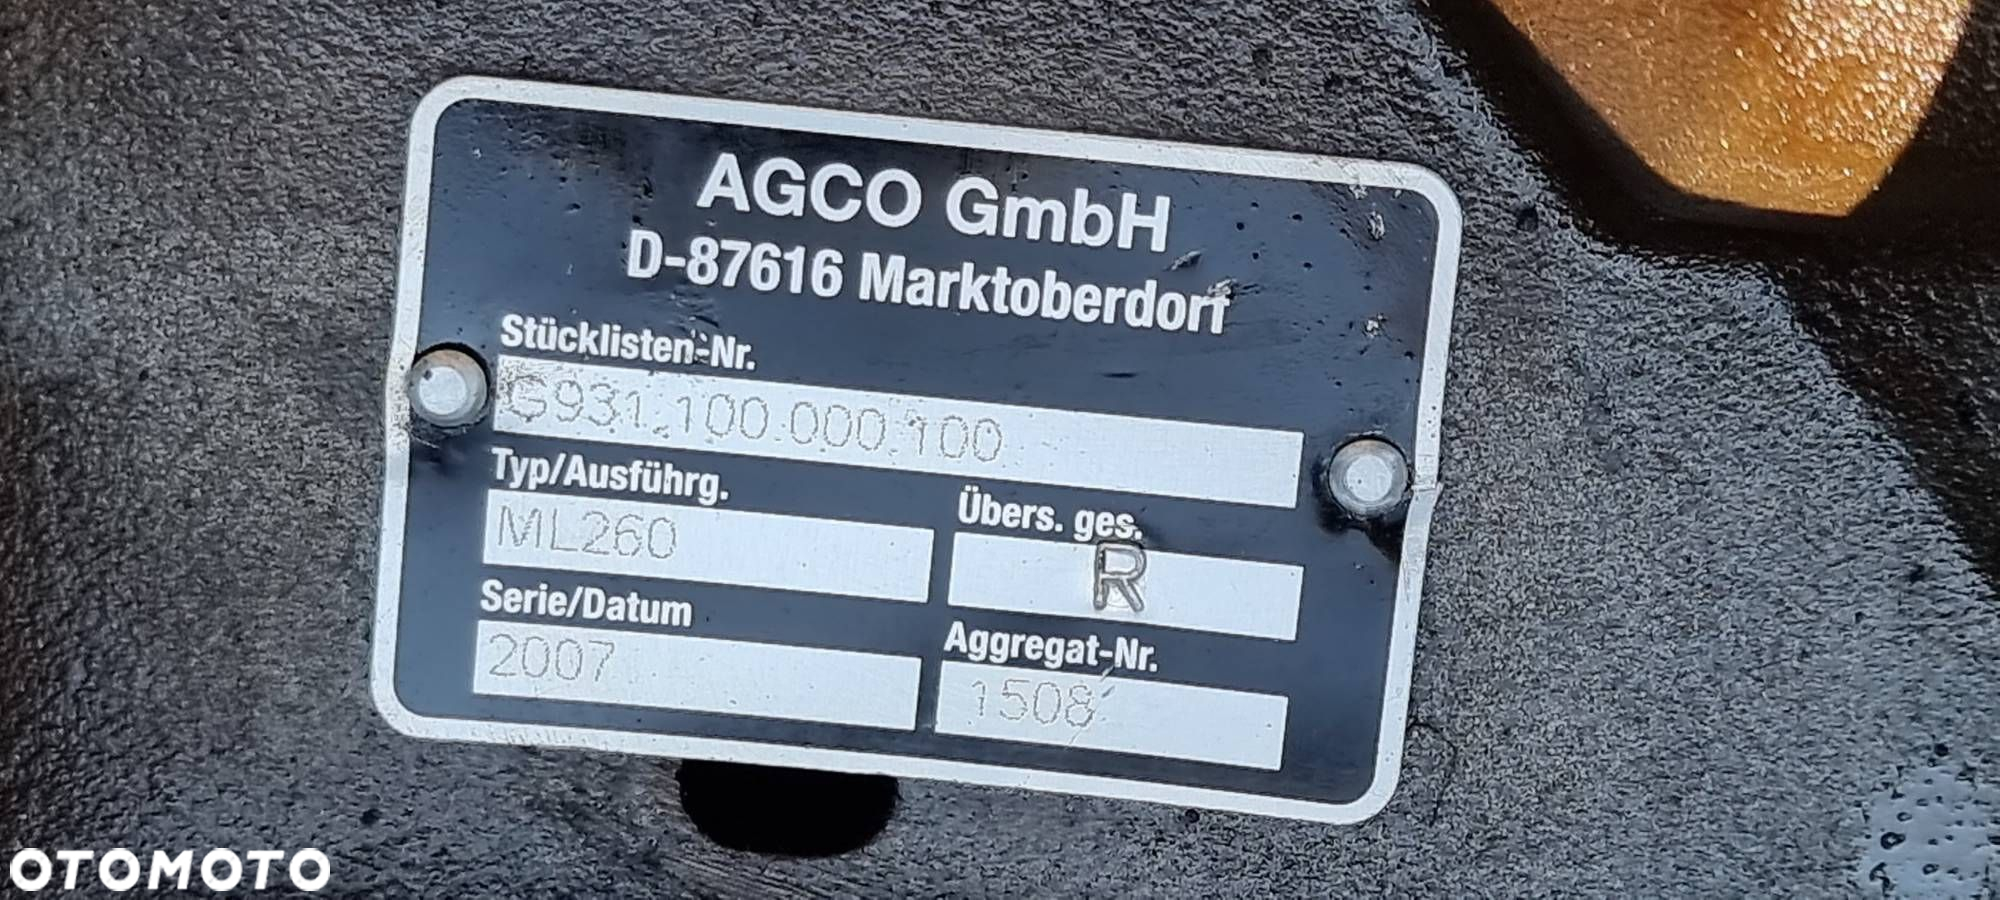 AGCO GmbH
D-87616 Marktoberdorf
Stücklisten-Nr.
G931.100.000.100
Typ/Ausführg.
ML260
Übers. ges.
R
Serie/Datum
2007
Aggregat-Nr.
1508
OTOMOTO